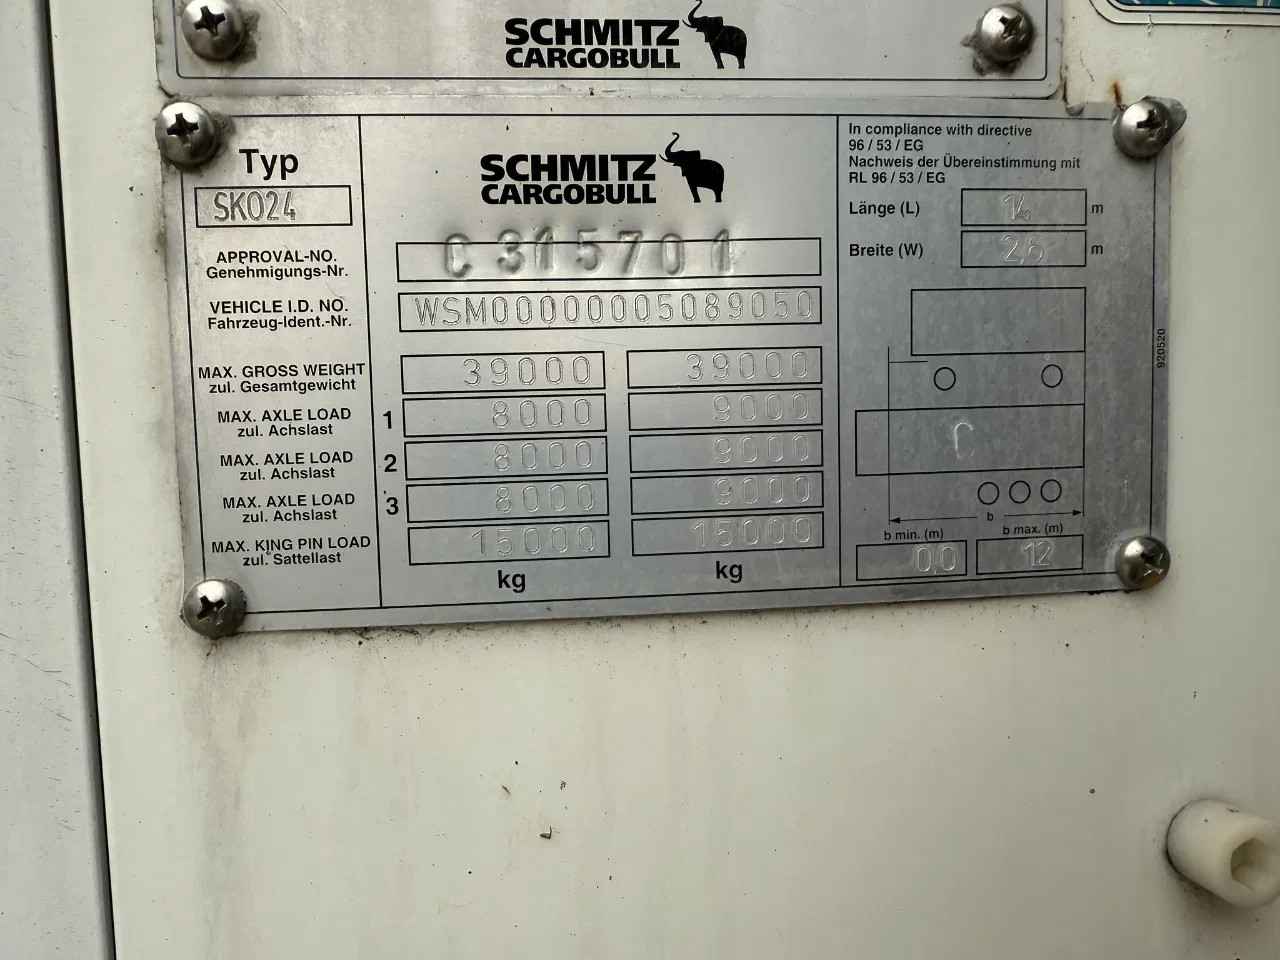 SCHMITZ
CARGOBULL
Typ
SKO24
APPROVAL-NO.
Genehmigungs-Nr.
C 315701
VEHICLE I.D. NO.
Fahrzeug-Ident.-Nr.
WSM00000005089050
MAX. GROSS WEIGHT
zul. Gesamtgewicht
39000 39000
MAX. AXLE LOAD
zul. Achslast
1 8000 9000
MAX. AXLE LOAD
zul. Achslast
2 8000 9000
MAX. AXLE LOAD
zul. Achslast
3 8000 9000
MAX. KING PIN LOAD
zul. Sattellast
15000 15000
kg kg
SCHMITZ
CARGOBULL
In compliance with directive
96 / 53 / EG
Nachweis der Übereinstimmung mit
RL 96 / 53 / EG
Länge (L) 14 m
Breite (W) 2,6 m
920520
b
b min. (m) b max. (m)
0,0 12